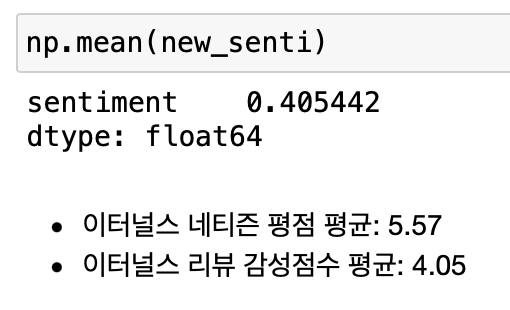 np.mean(new_senti)
sentiment    0.405442
dtype: float64
• 이터널스 네티즌 평점 평균: 5.57
• 이터널스 리뷰 감성점수 평균: 4.05